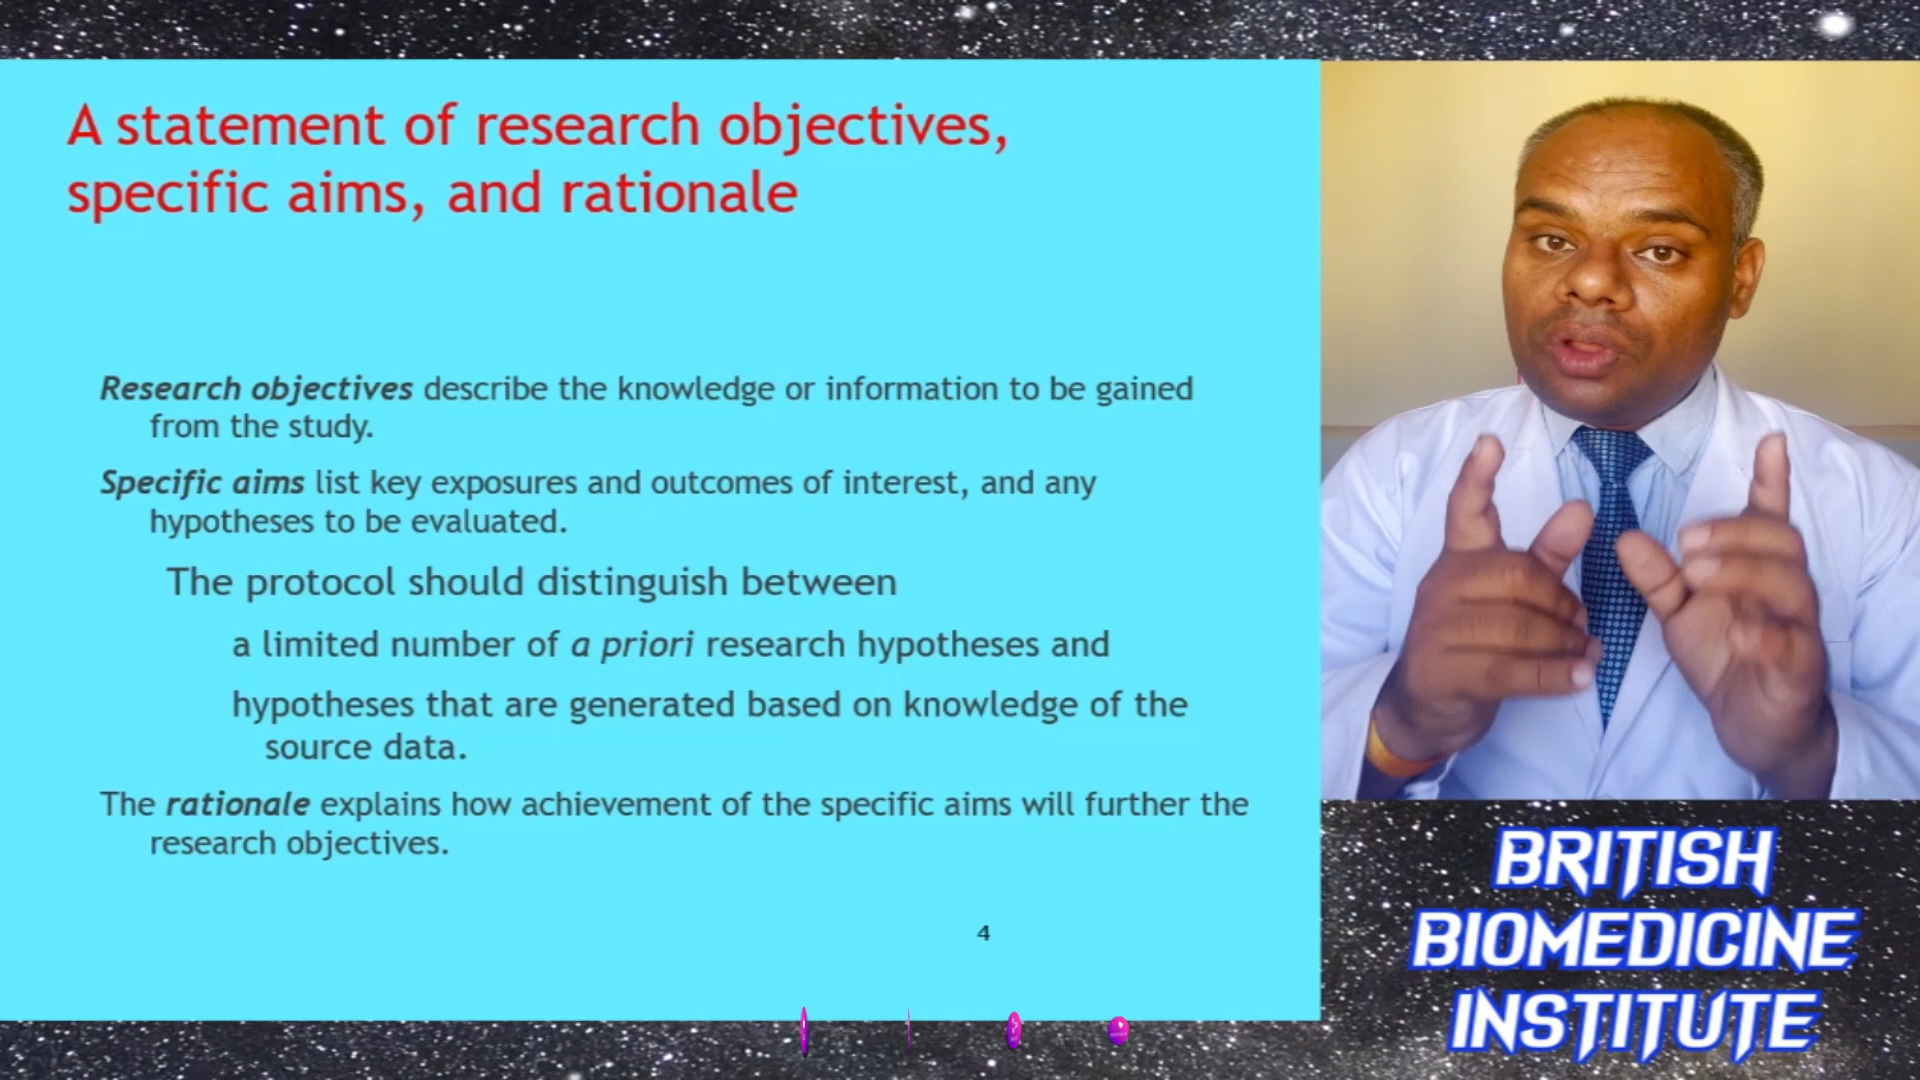 A statement of research objectives,
specific aims, and rationale
Research objectives describe the knowledge or information to be gained
from the study.
Specific aims list key exposures and outcomes of interest, and any
hypotheses to be evaluated.
The protocol should distinguish between
a limited number of a priori research hypotheses and
hypotheses that are generated based on knowledge of the
source data.
The rationale explains how achievement of the specific aims will further the
research objectives.
4
BRITISH
BIOMEDICINE
INSTITUTE